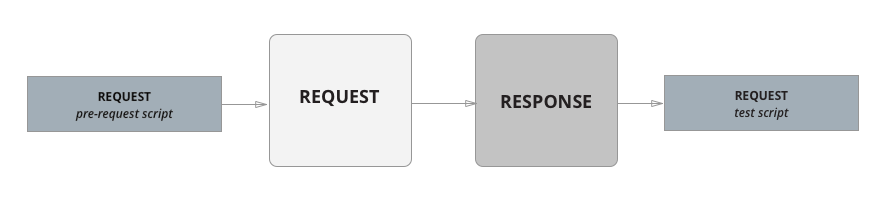 REQUEST
pre-request script
REQUEST
RESPONSE
REQUEST
test script